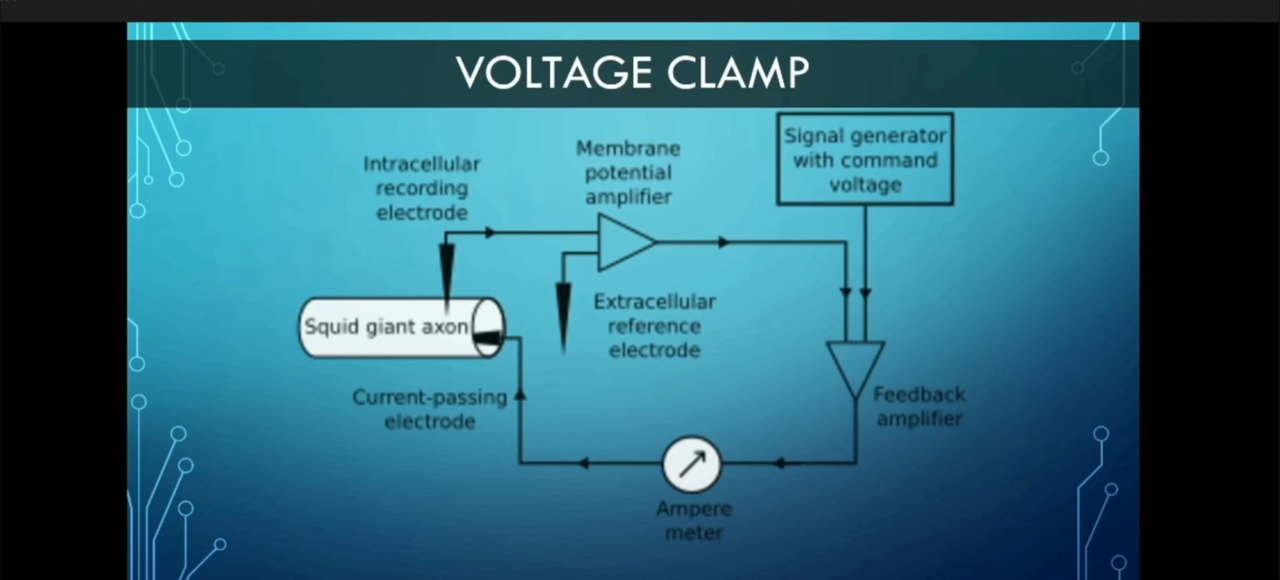 VOLTAGE CLAMP
Signal generator
with command
voltage
Membrane
potential
amplifier
Intracellular
recording
electrode
Extracellular
reference
electrode
Squid giant axon
Current-passing
electrode
Feedback
amplifier
Ampere
meter